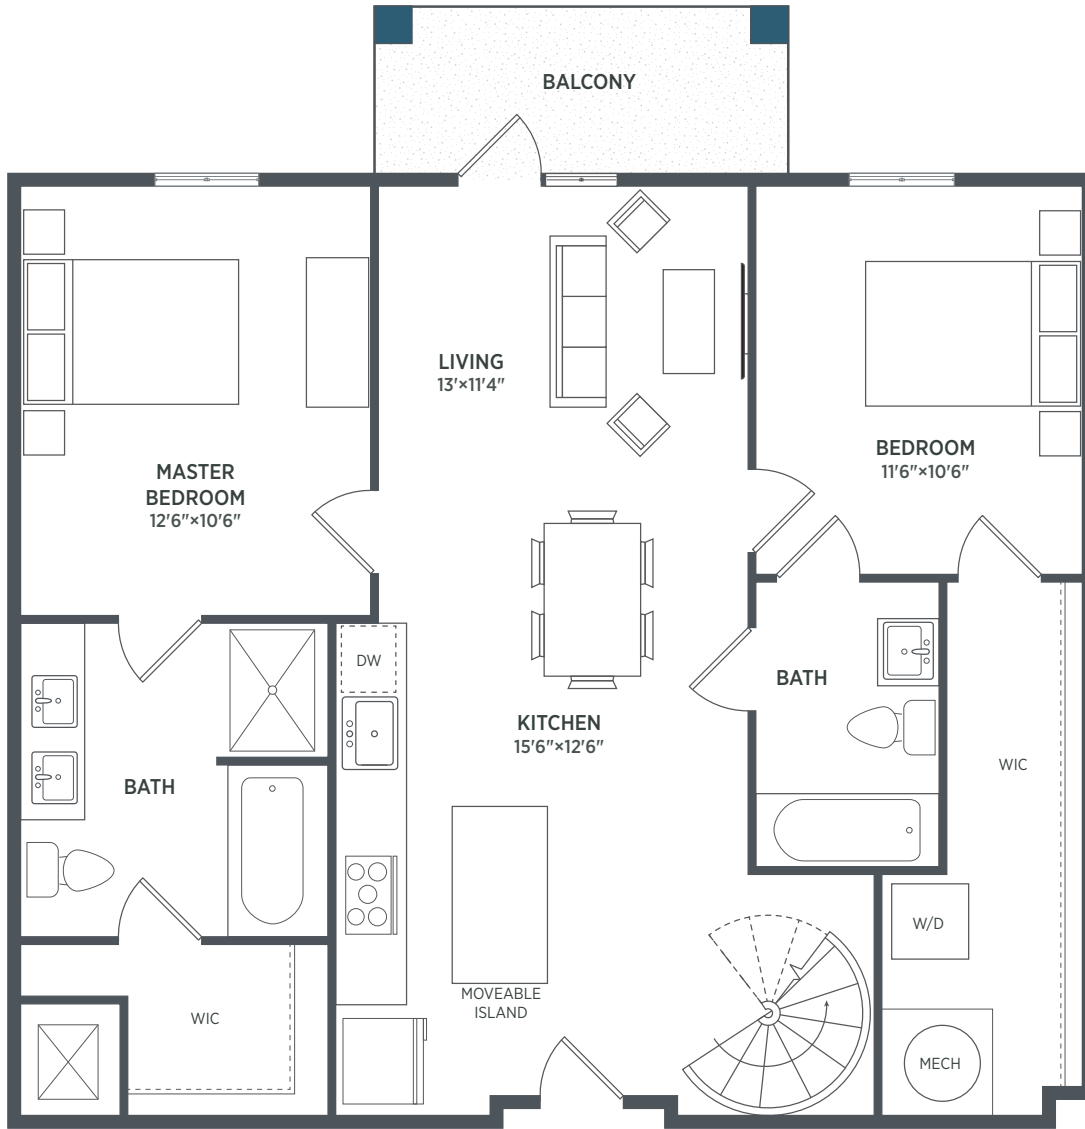 BALCONY
LIVING
13'×11'4"
MASTER
BEDROOM
12'6"×10'6"
BEDROOM
11'6"×10'6"
DW
KITCHEN
15'6"×12'6"
BATH
BATH
WIC
W/D
MOVEABLE
ISLAND
WIC
MECH